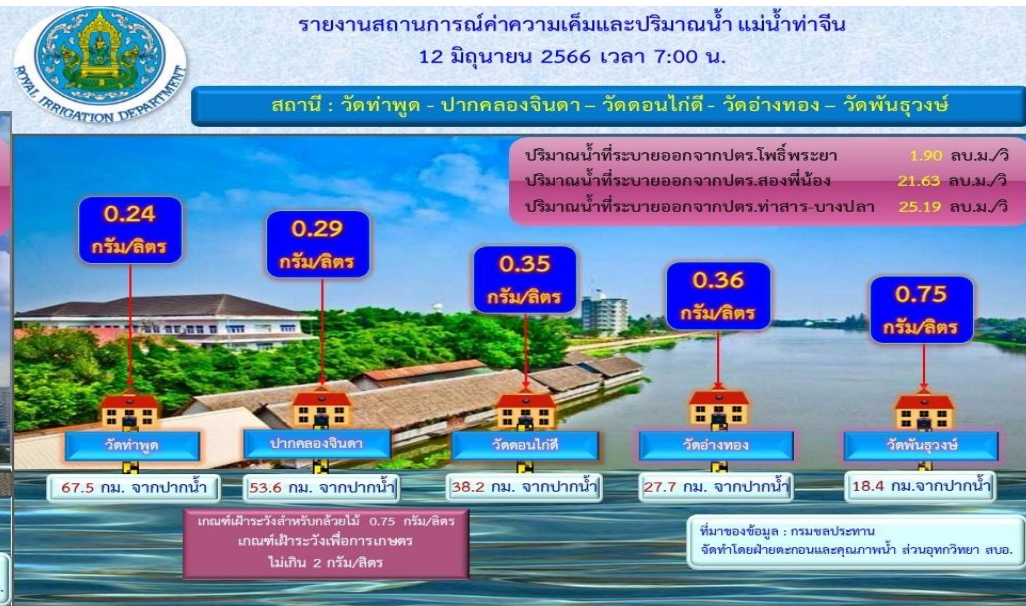 รายงานสถานการณ์ค่าความเค็มและปริมาณน้ำ แม่น้ำท่าจีน
12 มิถุนายน 2566 เวลา 7:00 น.
ROYAL IRRIGATION DEPARTMENT
สถานี : วัดท่าพูด - ปากคลองจินดา – วัดดอนไก่ดี - วัดอ่างทอง – วัดพันธุวงษ์
ปริมาณน้ำที่ระบายออกจากปตร.โพธิ์พระยา 1.90 ลบ.ม./วิ
ปริมาณน้ำที่ระบายออกจากปตร.สองพี่น้อง 21.63 ลบ.ม./วิ
ปริมาณน้ำที่ระบายออกจากปตร.ท่าสาร-บางปลา 25.19 ลบ.ม./วิ
0.24
กรัม/ลิตร
0.29
กรัม/ลิตร
0.35
กรัม/ลิตร
0.36
กรัม/ลิตร
0.75
กรัม/ลิตร
วัดท่าพูด
ปากคลองจินดา
วัดดอนไก่ดี
วัดอ่างทอง
วัดพันธุวงษ์
67.5 กม. จากปากน้ำ
53.6 กม. จากปากน้ำ
38.2 กม. จากปากน้ำ
27.7 กม. จากปากน้ำ
18.4 กม.จากปากน้ำ
เกณฑ์เฝ้าระวังสำหรับกล้วยไม้ 0.75 กรัม/ลิตร
เกณฑ์เฝ้าระวังเพื่อการเกษตร
ไม่เกิน 2 กรัม/ลิตร
ที่มาของข้อมูล : กรมชลประทาน
จัดทำโดยฝ่ายตะกอนและคุณภาพน้ำ ส่วนอุทกวิทยา สบอ.